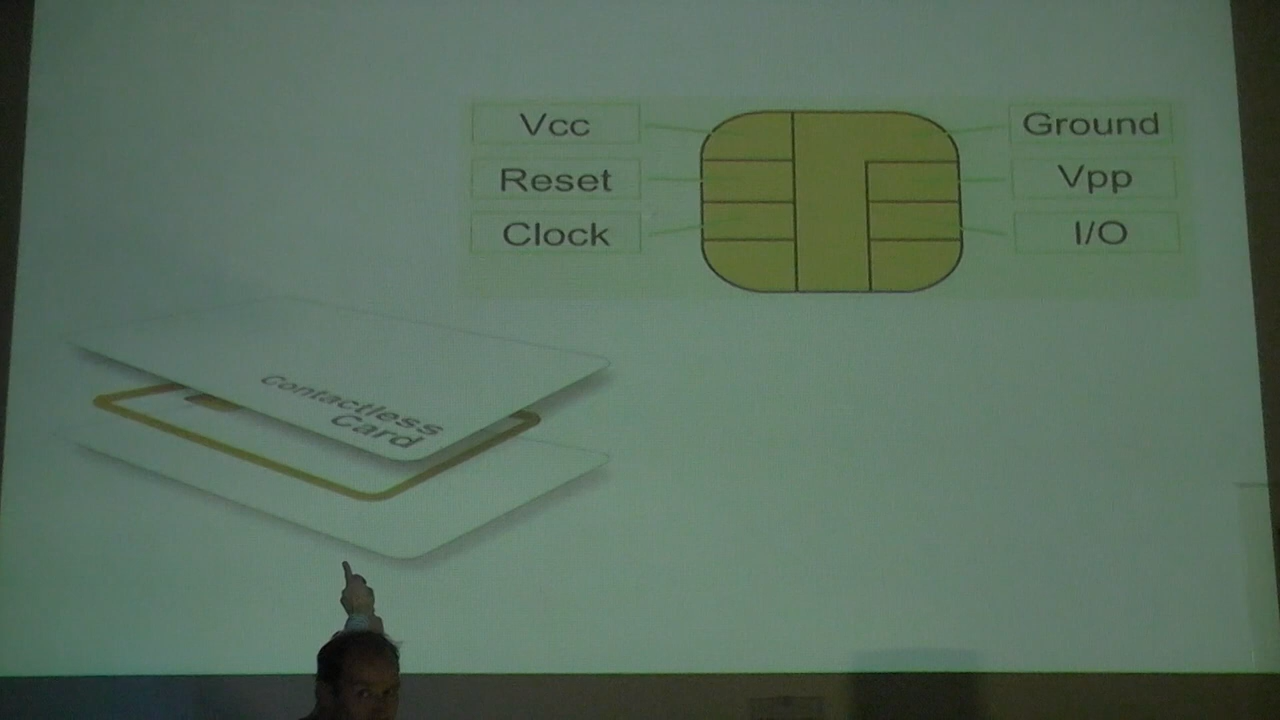 Vcc
Ground
Reset
Vpp
Clock
I/O
Contactless
Card